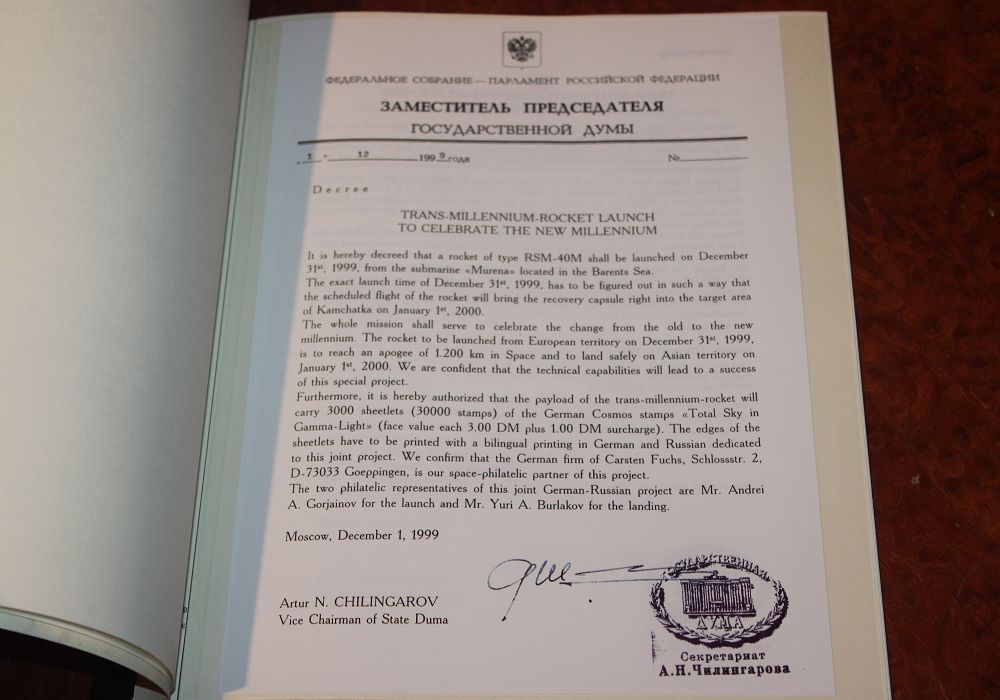 ФЕДЕРАЛЬНОЕ СОБРАНИЕ — ПАРЛАМЕНТ РОССИЙСКОЙ ФЕДЕРАЦИИ
ЗАМЕСТИТЕЛЬ ПРЕДСЕДАТЕЛЯ
ГОСУДАРСТВЕННОЙ ДУМЫ
„ 1 “ 12 1999 года №
Decree
TRANS-MILLENNIUM-ROCKET LAUNCH
TO CELEBRATE THE NEW MILLENNIUM
It is hereby decreed that a rocket of type RSM-40M shall be launched on December
31st, 1999, from the submarine «Murena» located in the Barents Sea.
The exact launch time of December 31st, 1999, has to be figured out in such a way that
the scheduled flight of the rocket will bring the recovery capsule right into the target area
of Kamchatka on January 1st, 2000.
The whole mission shall serve to celebrate the change from the old to the new
millennium. The rocket to be launched from European territory on December 31st, 1999,
is to reach an apogee of 1.200 km in Space and to land safely on Asian territory on
January 1st, 2000. We are confident that the technical capabilities will lead to a success
of this special project.
Furthermore, it is hereby authorized that the payload of the trans-millennium-rocket will
carry 3000 sheetlets (30000 stamps) of the German Cosmos stamps «Total Sky in
Gamma-Light» (face value each 3.00 DM plus 1.00 DM surcharge). The edges of the
sheetlets have to be printed with a bilingual printing in German and Russian dedicated
to this joint project. We confirm that the German firm of Carsten Fuchs, Schlossstr. 2,
D-73033 Goeppingen, is our space-philatelic partner of this project.
The two philatelic representatives of this joint German-Russian project are Mr. Andrei
A. Gorjainov for the launch and Mr. Yuri A. Burlakov for the landing.
Moscow, December 1, 1999
Artur N. CHILINGAROV
Vice Chairman of State Duma
ГОСУДАРСТВЕННАЯ
ДУМА
Секретариат
А.Н.Чилингарова